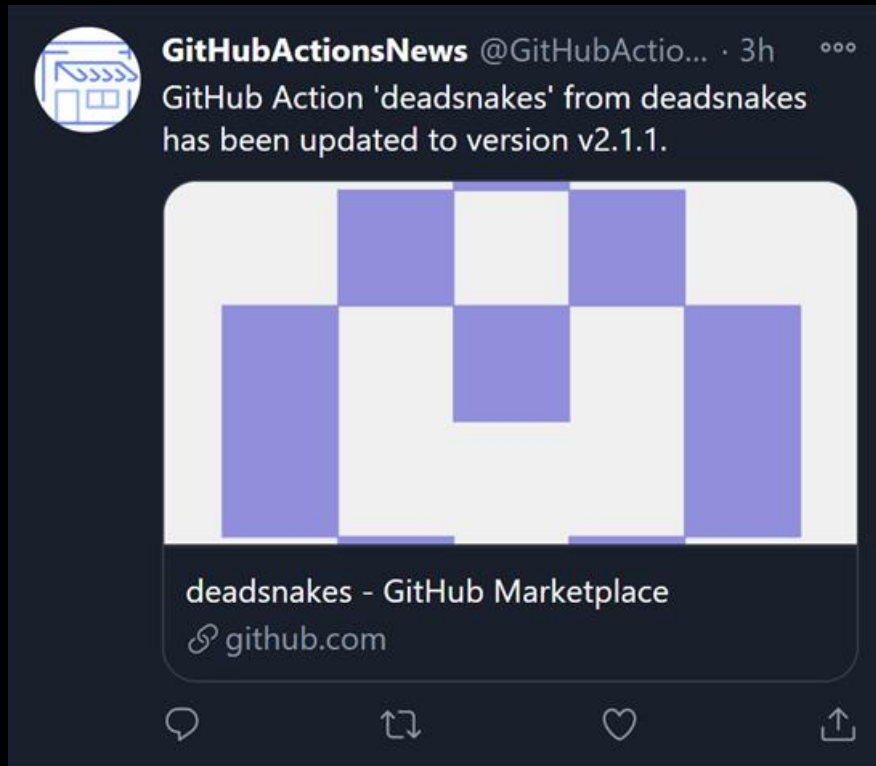 GitHubActionsNews @GitHubActio... · 3h
GitHub Action 'deadsnakes' from deadsnakes
has been updated to version v2.1.1.
deadsnakes - GitHub Marketplace
github.com